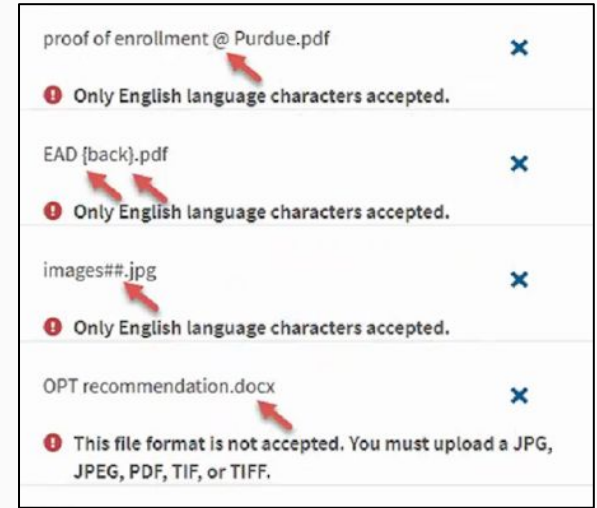 proof of enrollment @ Purdue.pdf
Only English language characters accepted.
EAD {back}.pdf
Only English language characters accepted.
images##.jpg
Only English language characters accepted.
OPT recommendation.docx
This file format is not accepted. You must upload a JPG,
JPEG, PDF, TIF, or TIFF.